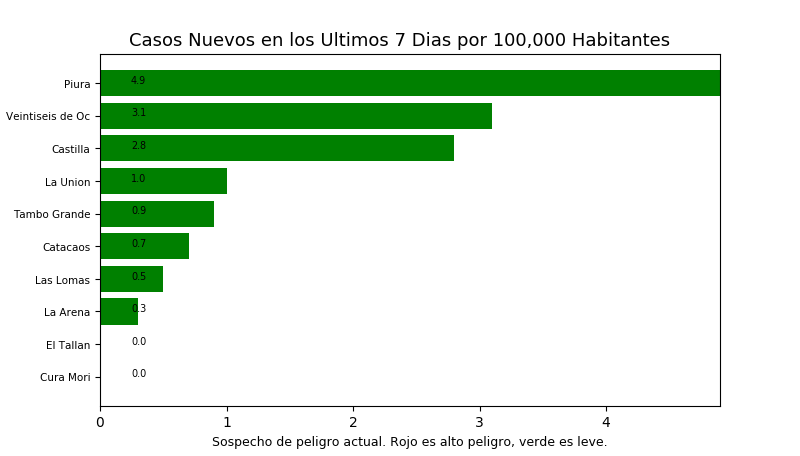 Casos Nuevos en los Ultimos 7 Dias por 100,000 Habitantes
Piura 4.9
Veintiseis de Oc 3.1
Castilla 2.8
La Union 1.0
Tambo Grande 0.9
Catacaos 0.7
Las Lomas 0.5
La Arena 0.3
El Tallan 0.0
Cura Mori 0.0
0 1 2 3 4
Sospecho de peligro actual. Rojo es alto peligro, verde es leve.